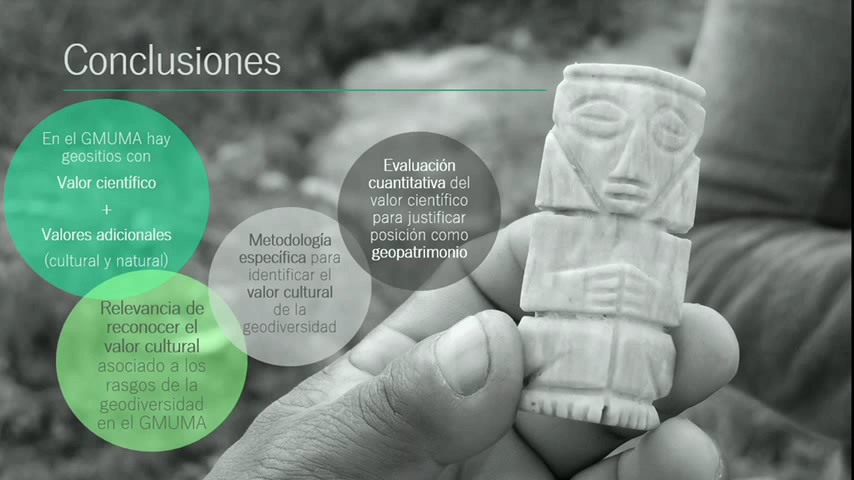 Conclusiones
En el GMUMA hay
geositios con
Valor científico
+
Valores adicionales
(cultural y natural)
Relevancia de
reconocer el
valor cultural
asociado a los
rasgos de la
geodiversidad
en el GMUMA
Metodología
específica para
identificar el
valor cultural
de la
geodiversidad
Evaluación
cuantitativa del
valor científico
para justificar
posición como
geopatrimonio